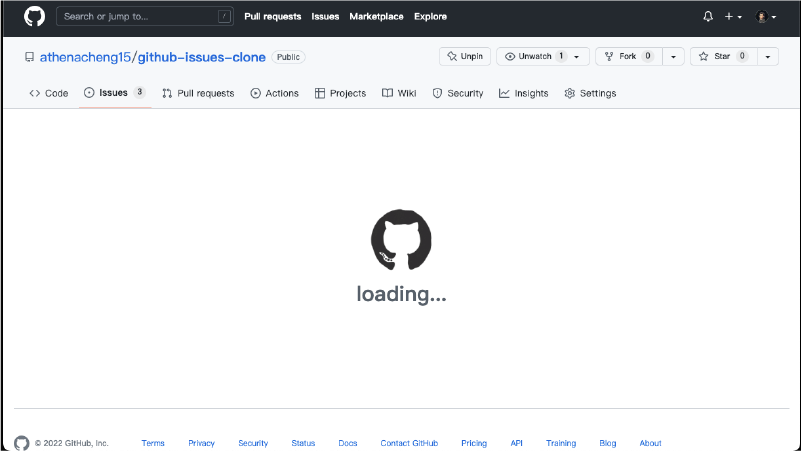 Search or jump to... / Pull requests Issues Marketplace Explore
athenacheng15/github-issues-clone Public Unpin Unwatch 1 Fork 0 Star 0
Code Issues 3 Pull requests Actions Projects Wiki Security Insights Settings
loading...
© 2022 GitHub, Inc. Terms Privacy Security Status Docs Contact GitHub Pricing API Training Blog About